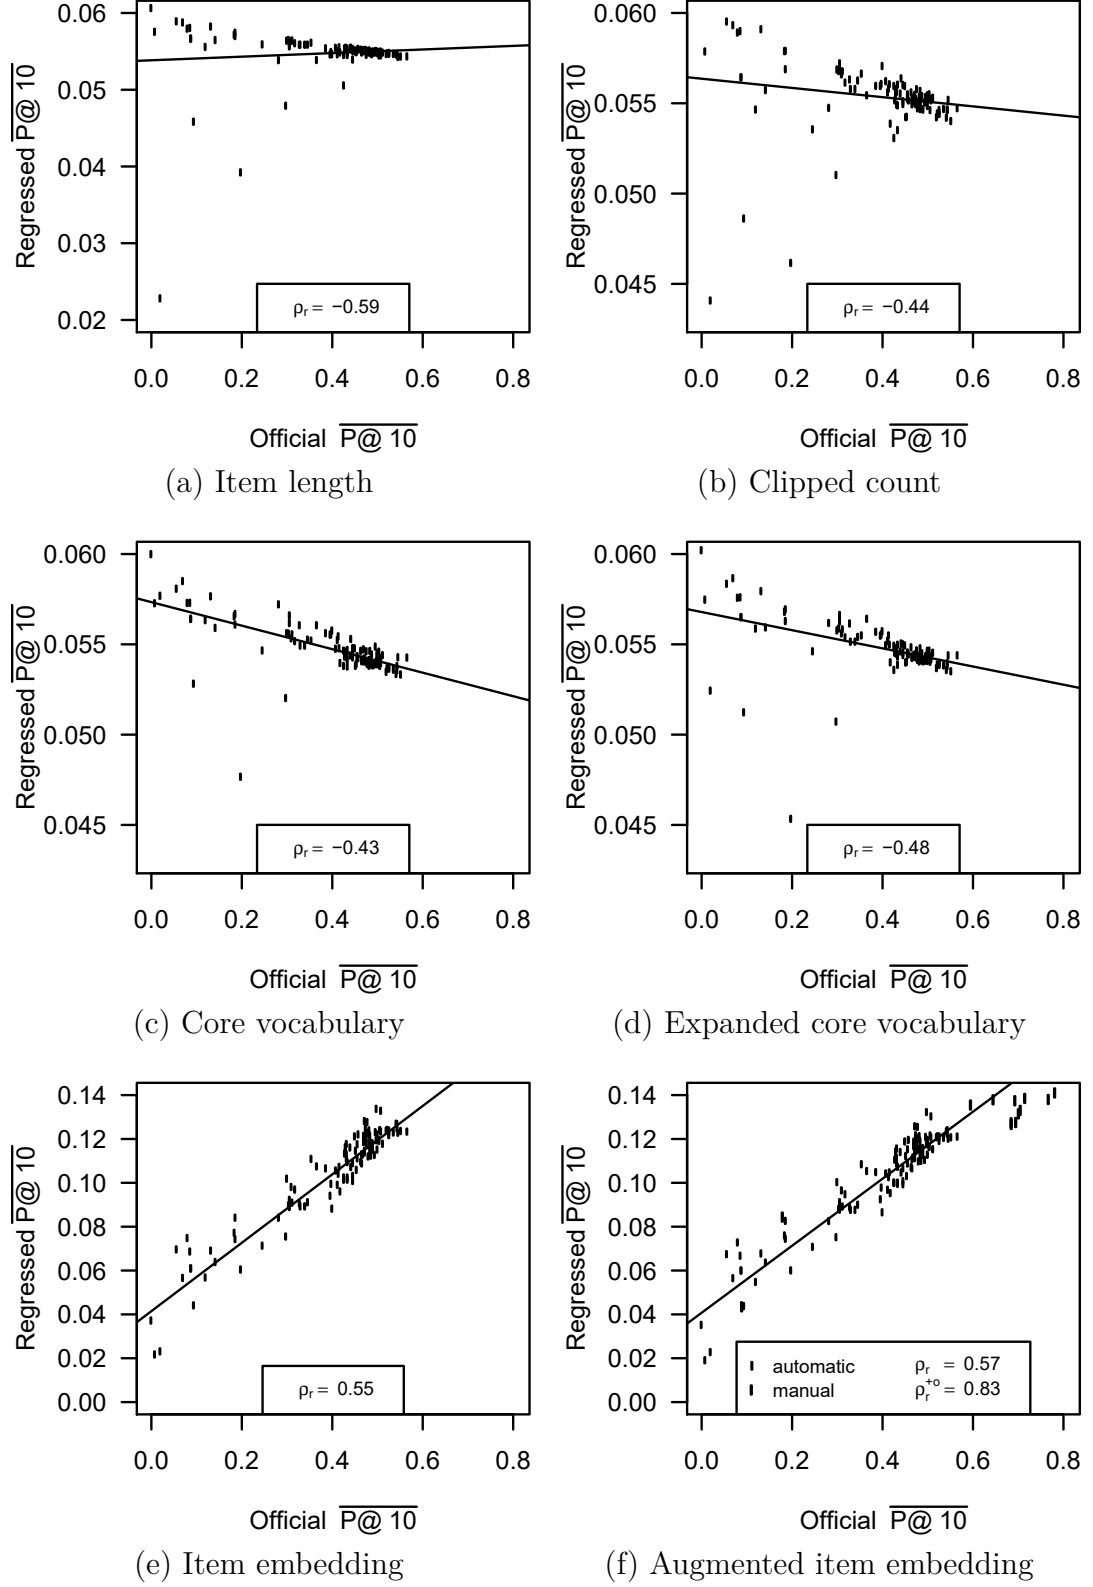 0.06
0.05
0.04
0.03
0.02
Regressed P@ 10
ρr = −0.59
0.0 0.2 0.4 0.6 0.8
Official P@ 10
(a) Item length
0.060
0.055
0.050
0.045
Regressed P@ 10
ρr = −0.44
0.0 0.2 0.4 0.6 0.8
Official P@ 10
(b) Clipped count
0.060
0.055
0.050
0.045
Regressed P@ 10
ρr = −0.43
0.0 0.2 0.4 0.6 0.8
Official P@ 10
(c) Core vocabulary
0.060
0.055
0.050
0.045
Regressed P@ 10
ρr = −0.48
0.0 0.2 0.4 0.6 0.8
Official P@ 10
(d) Expanded core vocabulary
0.14
0.12
0.10
0.08
0.06
0.04
0.02
0.00
Regressed P@ 10
ρr = 0.55
0.0 0.2 0.4 0.6 0.8
Official P@ 10
(e) Item embedding
0.14
0.12
0.10
0.08
0.06
0.04
0.02
0.00
Regressed P@ 10
automatic ρr = 0.57
manual ρr+o = 0.83
0.0 0.2 0.4 0.6 0.8
Official P@ 10
(f) Augmented item embedding